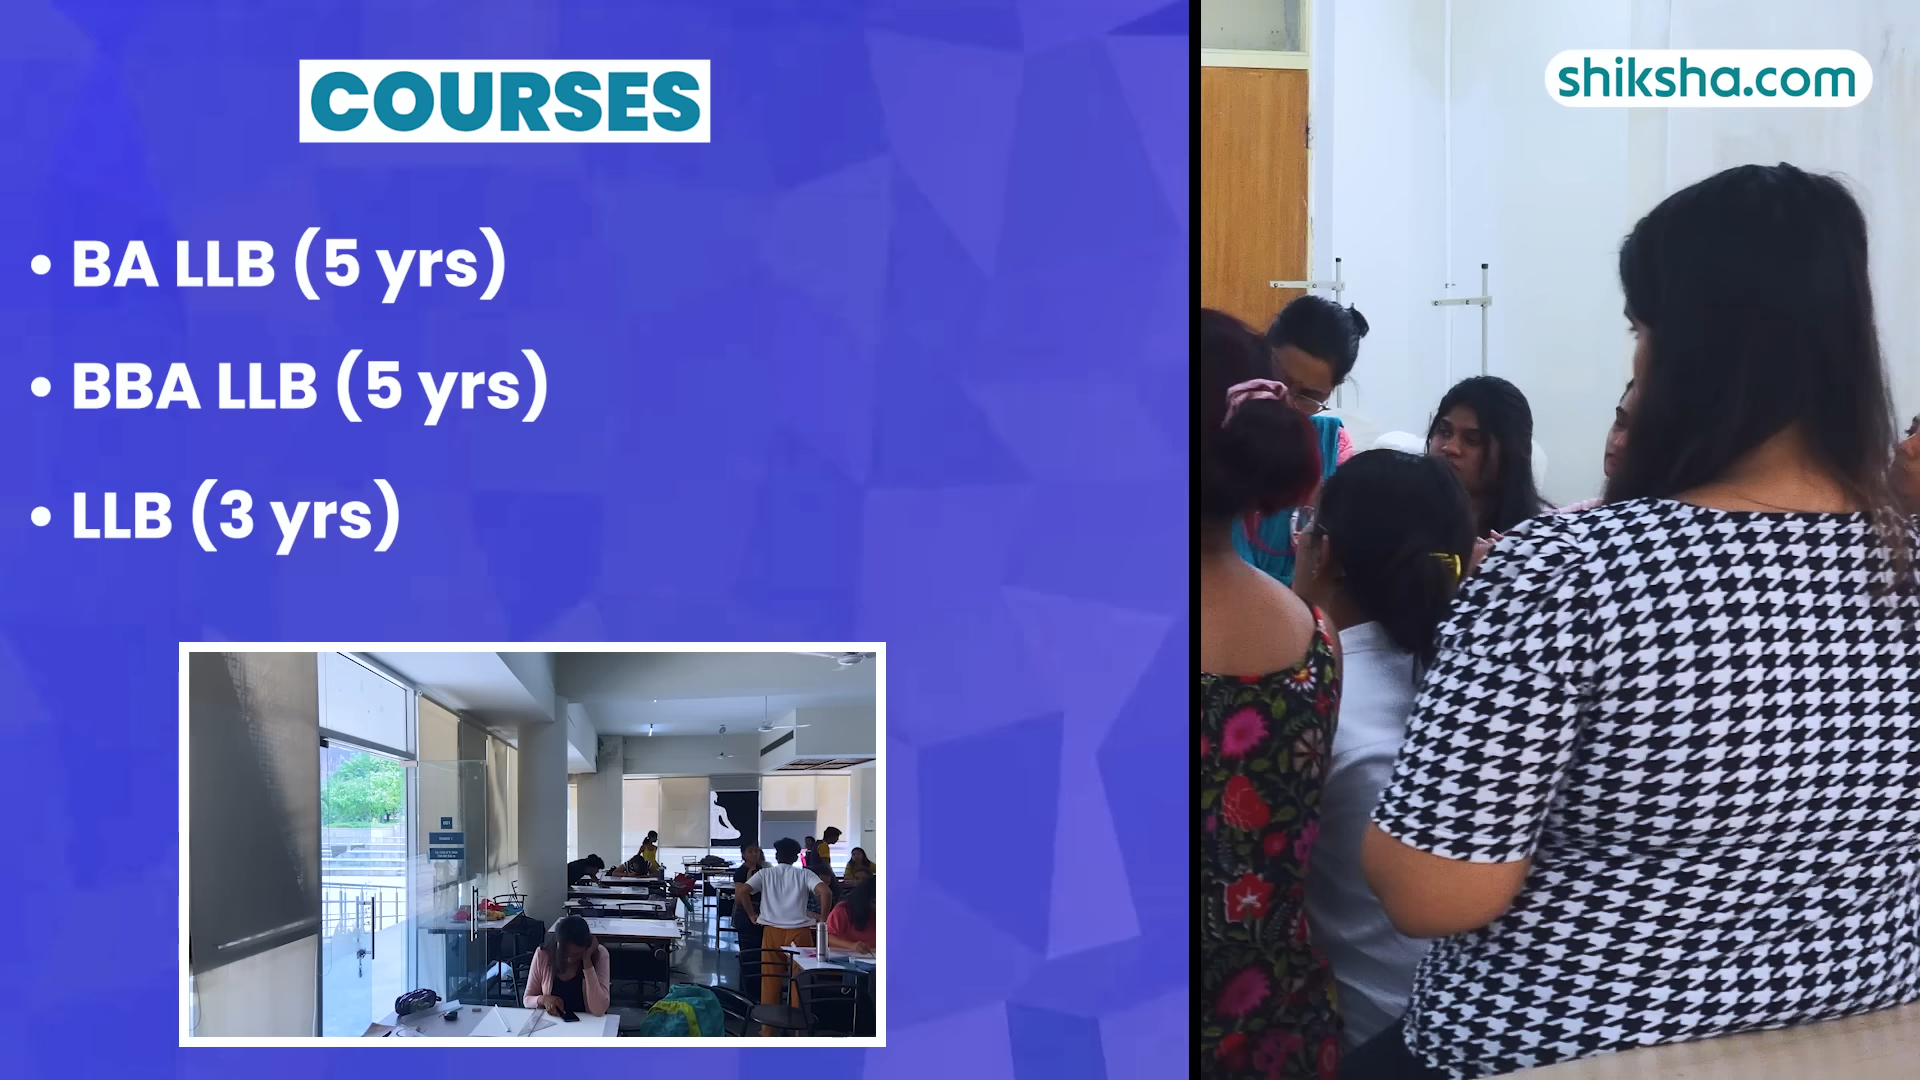 COURSES
shiksha.com
• BA LLB (5 yrs)
• BBA LLB (5 yrs)
• LLB (3 yrs)